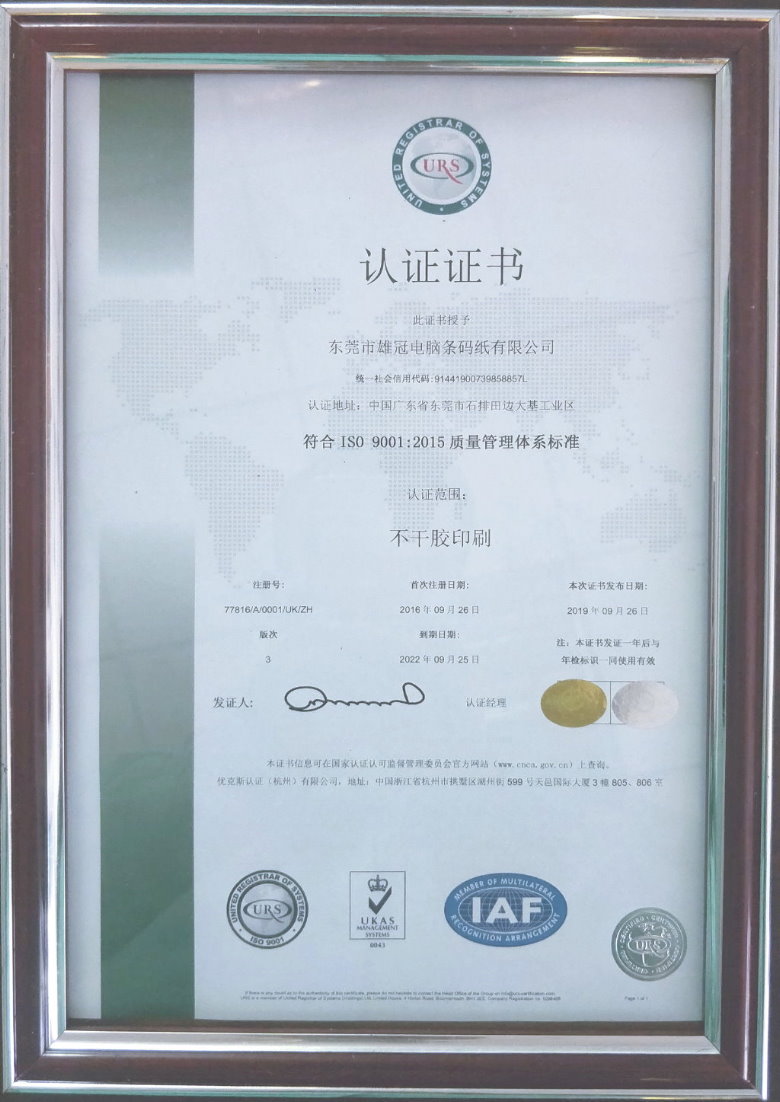 UNITED REGISTRAR OF SYSTEMS
URS
认证证书
此证书授予
东莞市雄冠电脑条码纸有限公司
统一社会信用代码:91441900739858857L
认证地址：中国广东省东莞市石排田边大基工业区
符合 ISO 9001:2015 质量管理体系标准
认证范围：
不干胶印刷
注册号: 首次注册日期: 本次证书发布日期:
77816/A/0001/UK/ZH 2016 年 09 月 26 日 2019 年 09 月 26 日
版次 到期日期: 注：本证书发证一年后与
3 2022 年 09 月 25 日 年检标识一同使用有效
发证人: 认证经理
本证书信息可在国家认证认可监督管理委员会官方网站（www.cnca.gov.cn）上查询。
优克斯认证（杭州）有限公司，地址：中国浙江省杭州市拱墅区湖州街 599 号天邑国际大厦 3 幢 805、806 室
UNITED REGISTRAR OF SYSTEMS
URS
ISO 9001
UKAS
MANAGEMENT
SYSTEMS
0043
MEMBER OF MULTILATERAL
IAF
RECOGNITION ARRANGEMENT
URS
Page 1 of 1